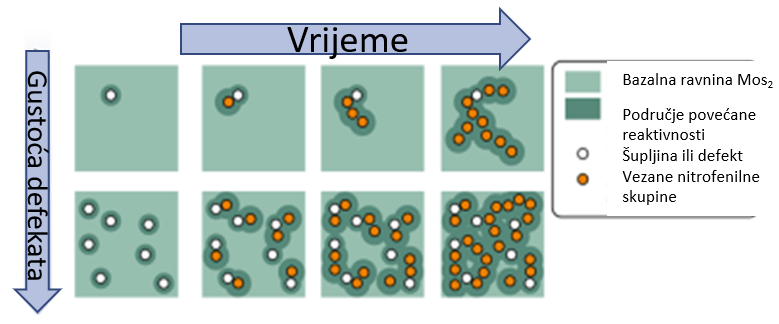 Vrijeme
Gustoća defekata
Bazalna ravnina Mos₂
Područje povećane
reaktivnosti
Šupljina ili defekt
Vezane nitrofenilne
skupine